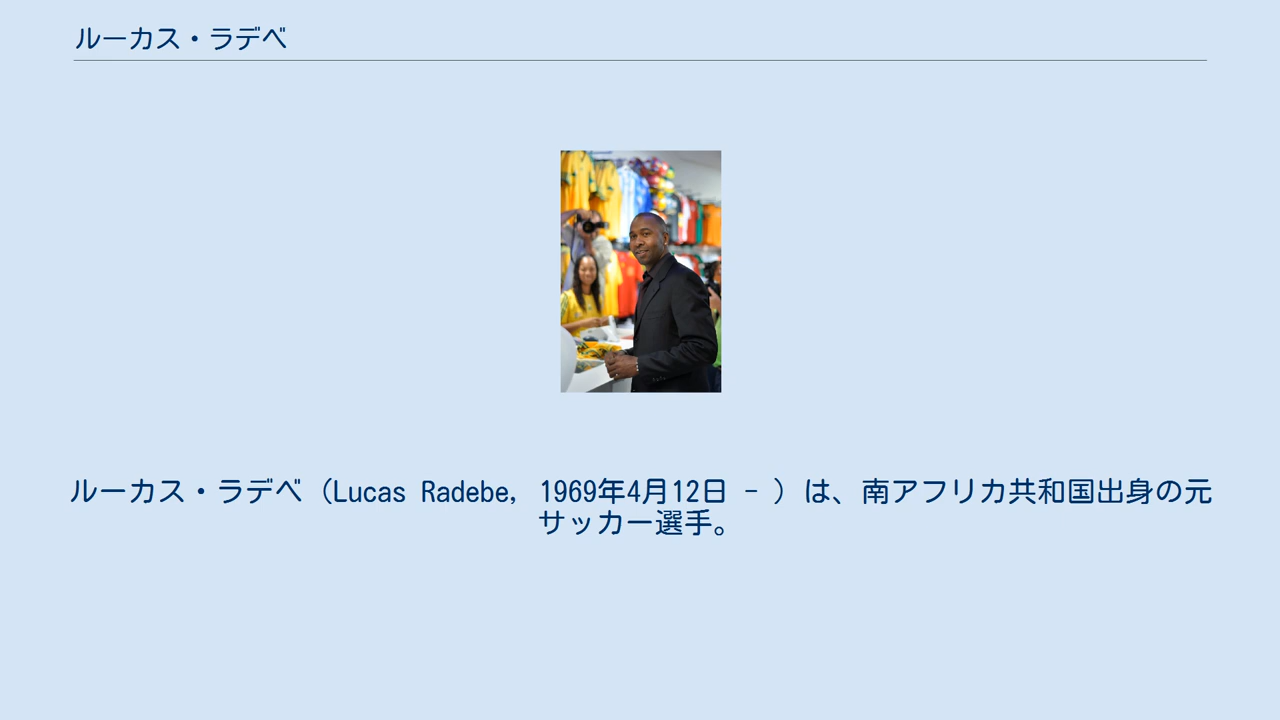 ルーカス・ラデベ
ルーカス・ラデベ（Lucas Radebe, 1969年4月12日 - ）は、南アフリカ共和国出身の元
サッカー選手。